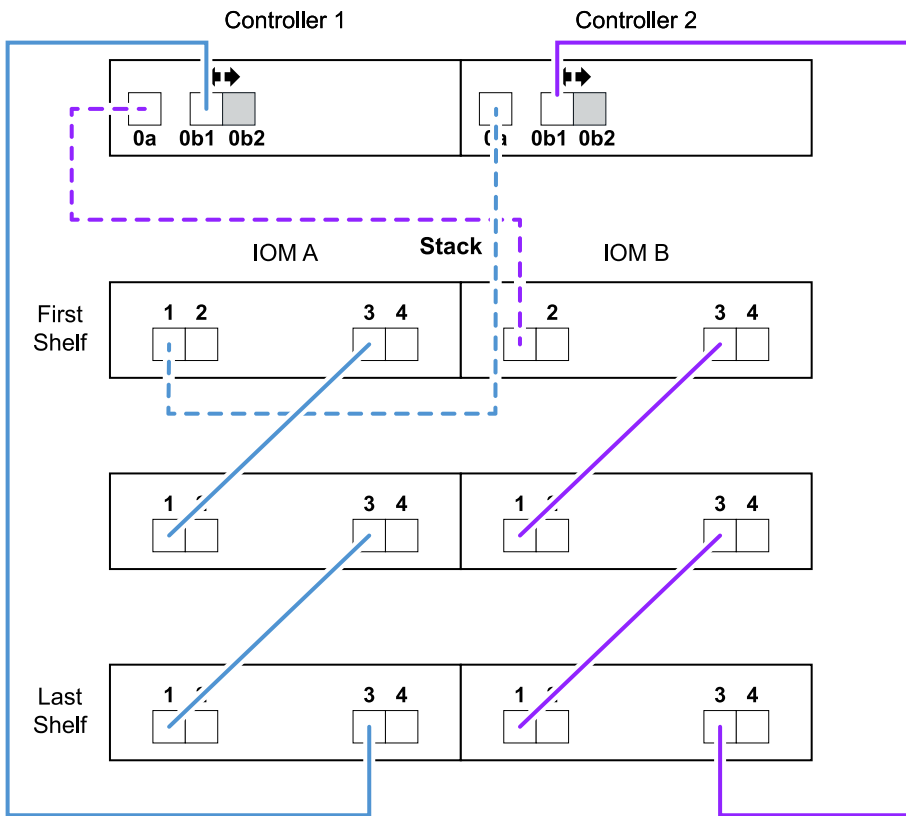 Controller 1 Controller 2
0a 0b1 0b2 0a 0b1 0b2
Stack
IOM A IOM B
First
Shelf
1 2 3 4 2 3 4
1 3 4 1 3 4
Last
Shelf
1 3 4 1 3 4